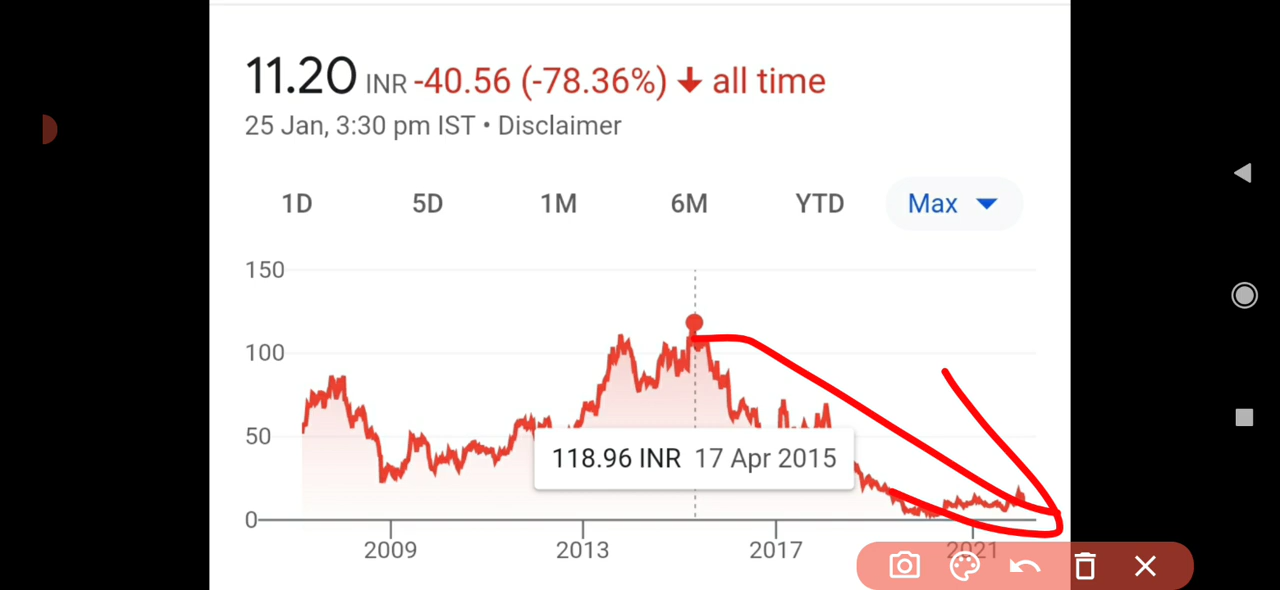 11.20 INR -40.56 (-78.36%) ↓ all time
25 Jan, 3:30 pm IST • Disclaimer
1D 5D 1M 6M YTD Max
150
100
50
118.96 INR 17 Apr 2015
0
2009 2013 2017 2021